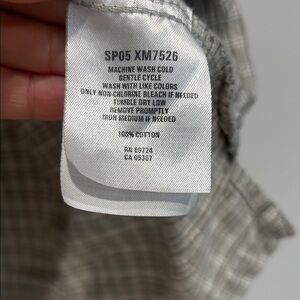 SP05 XM7526
MACHINE WASH COLD
GENTLE CYCLE
WASH WITH LIKE COLORS
ONLY NON-CHLORINE BLEACH IF NEEDED
TUMBLE DRY LOW
REMOVE PROMPTLY
IRON MEDIUM IF NEEDED
100% COTTON
RN 89724
CA 05367